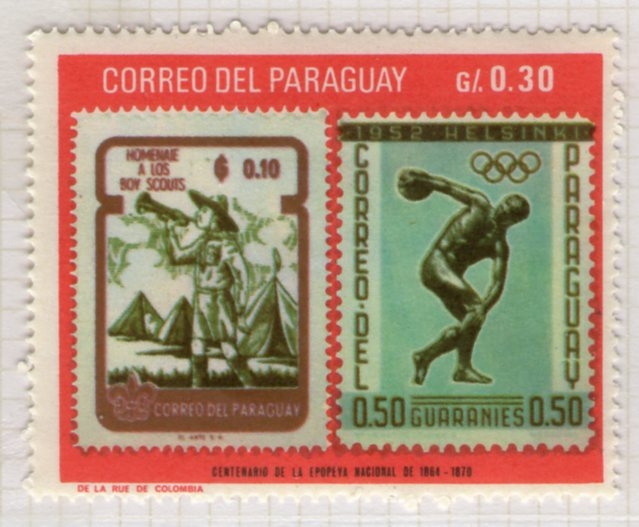 CORREO DEL PARAGUAY G/. 0.30
HOMENAJE
A LOS
BOY SCOUTS
₲ 0.10
CORREO DEL PARAGUAY
1952 HELSINKI
CORREO·DEL
PARAGUAY
0.50 GUARANIES 0.50
CENTENARIO DE LA EPOPEYA NACIONAL DE 1864-1870
DE LA RUE DE COLOMBIA